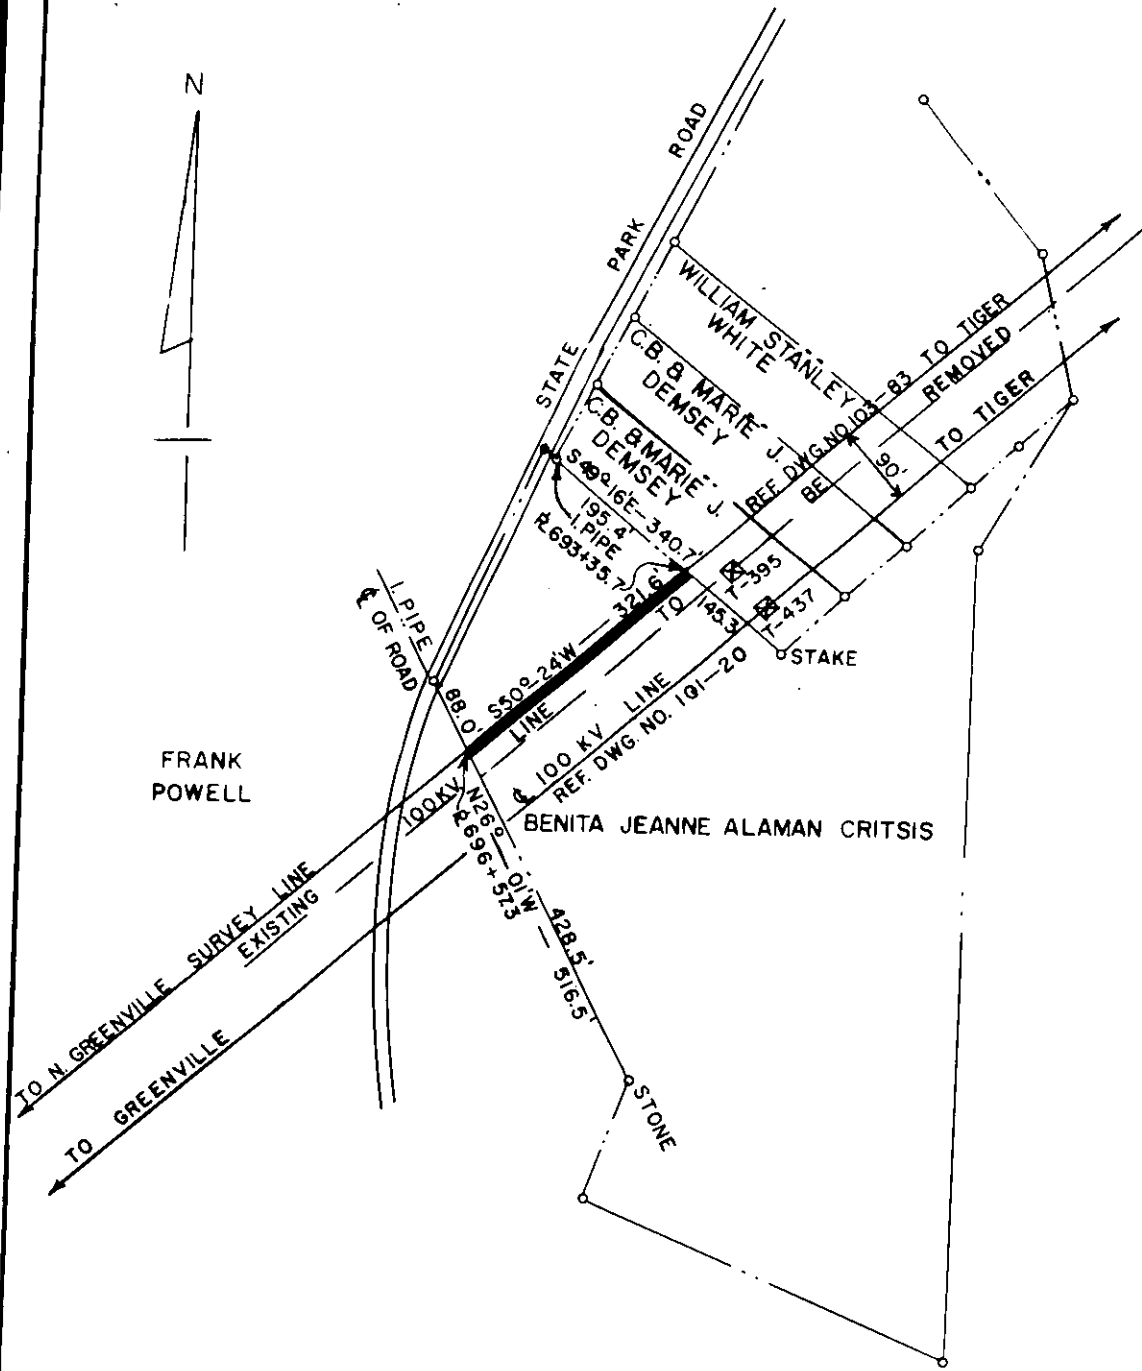 N
STATE PARK ROAD
WILLIAM STANLEY
WHITE
C.B. & MARIE J.
DEMSEY
C.B. & MARIE J.
DEMSEY
REF. DWG. NO. 103-83 TO TIGER
BE REMOVED
TO TIGER
90'
S 49°-16'E-340.7'
195.4'
I. PIPE
693+35.7
321.6'
TO
T-395
T-437
145.3'
STAKE
I. PIPE
℄ OF ROAD
88.0'
S50°-24'W
LINE
℄ 100 KV LINE
REF. DWG. NO. 101-20
FRANK
POWELL
100KV
N26°-01'W - 516.5'
696+57.3
428.5'
BENITA JEANNE ALAMAN CRITSIS
TO N. GREENVILLE SURVEY LINE
EXISTING
TO GREENVILLE
STONE